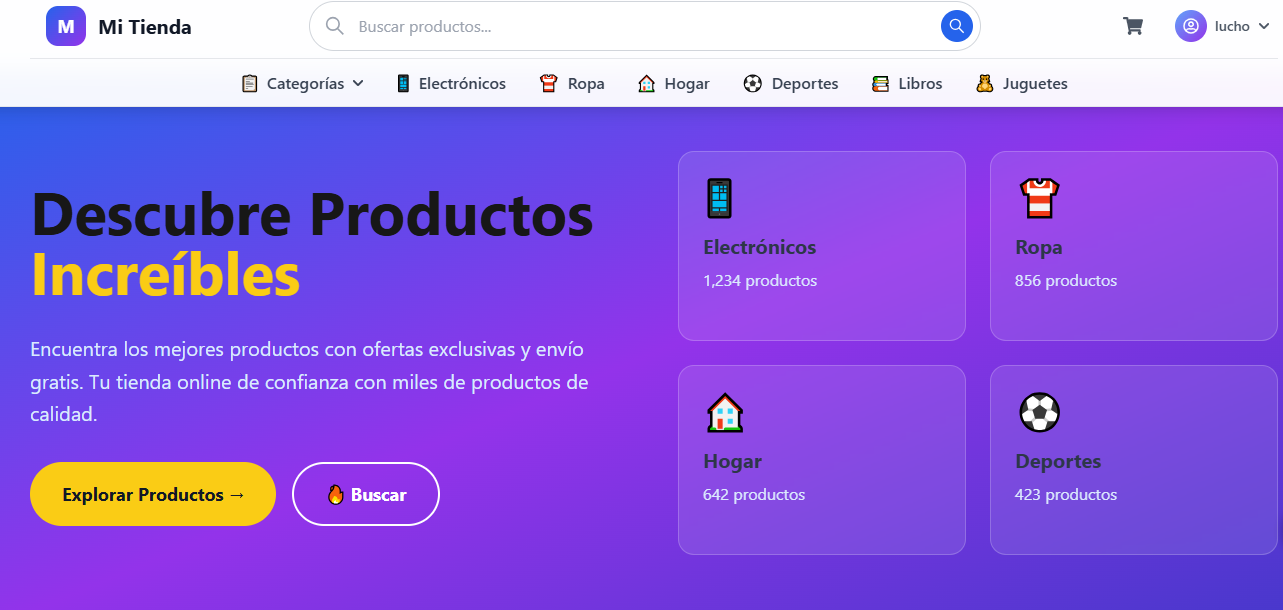 M Mi Tienda
Buscar productos...
lucho
Categorías Electrónicos Ropa Hogar Deportes Libros Juguetes
Descubre Productos
Increíbles
Encuentra los mejores productos con ofertas exclusivas y envío
gratis. Tu tienda online de confianza con miles de productos de
calidad.
Explorar Productos →
Buscar
Electrónicos
1,234 productos
Ropa
856 productos
Hogar
642 productos
Deportes
423 productos